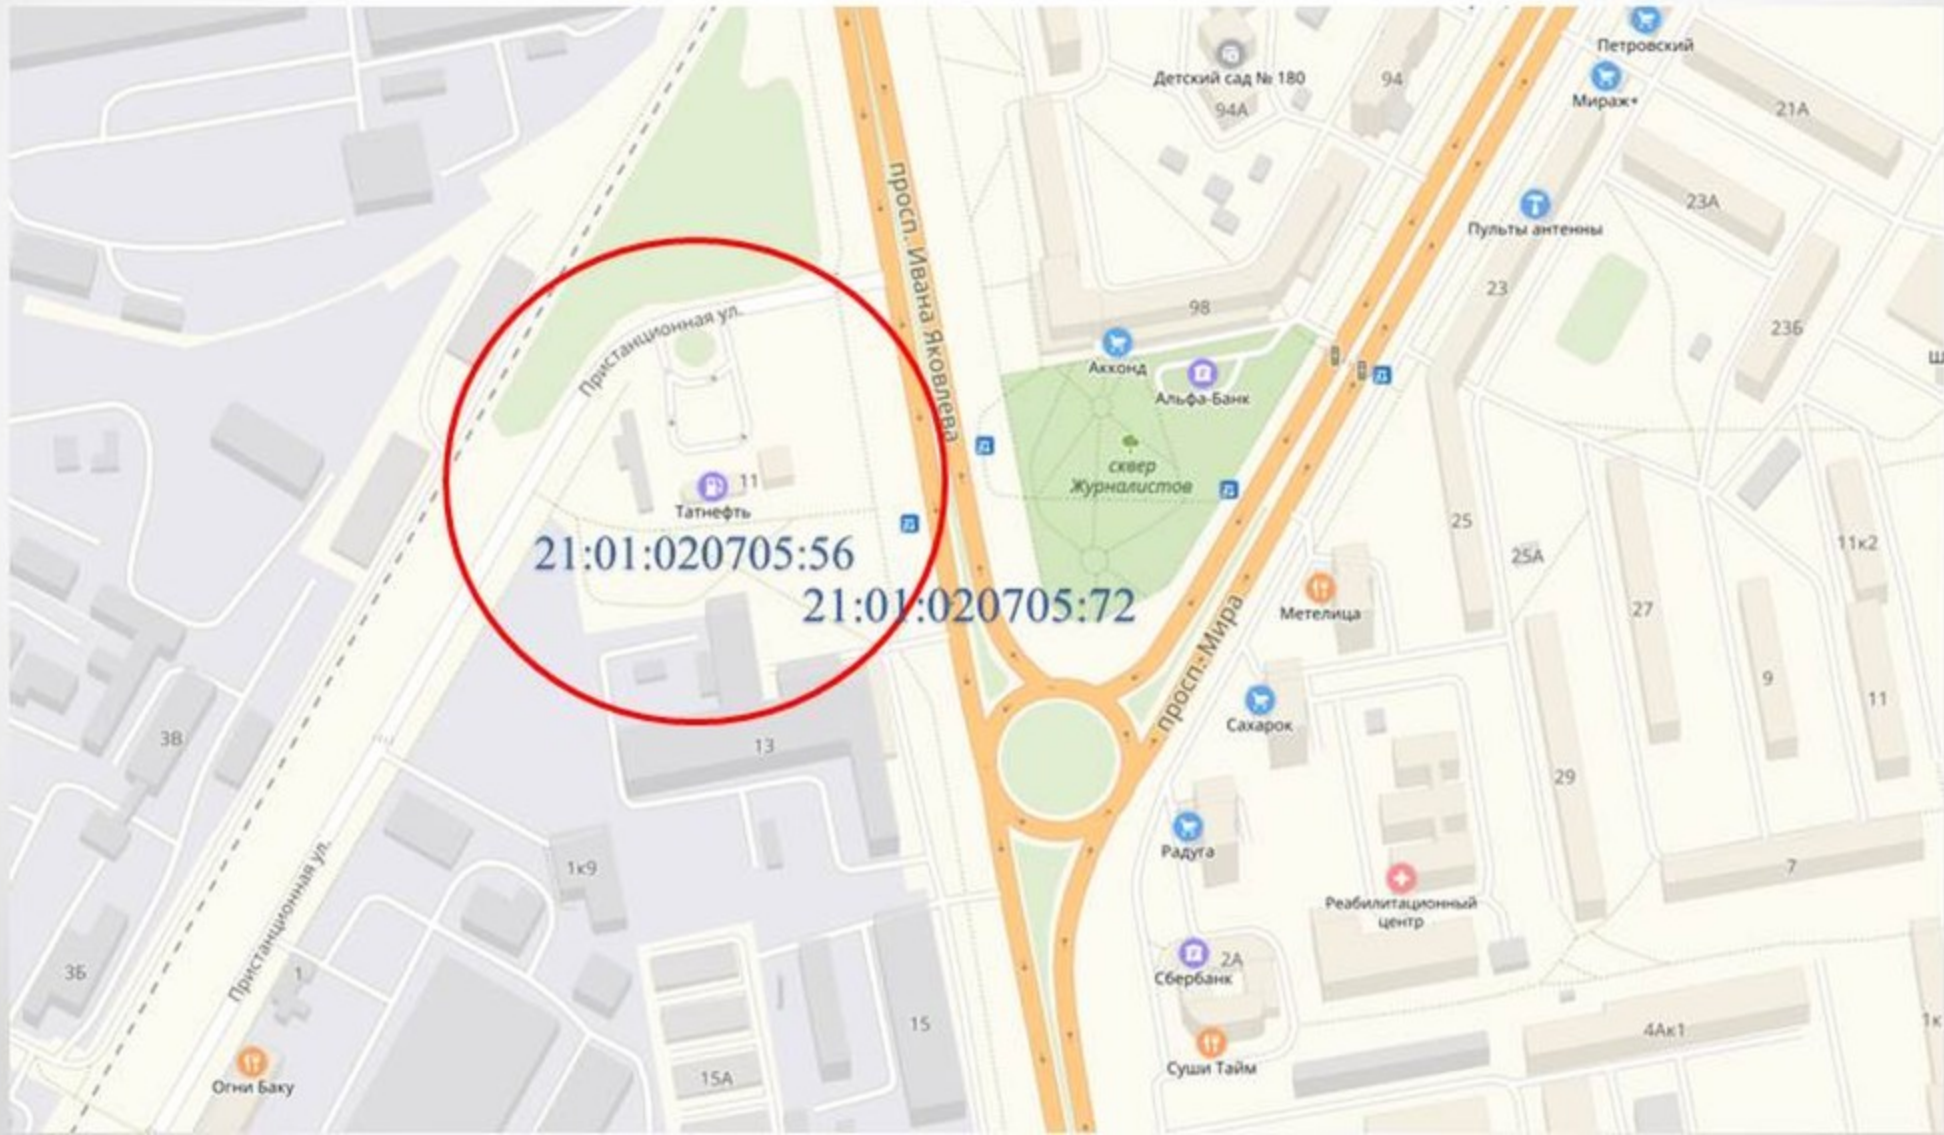 Петровский
Детский сад № 180
94
94А
Мираж+
21А
просп. Ивана Яковлева
23А
Пульты антенны
23
98
23Б
Пристанционная ул.
Акконд
Альфа-Банк
Ш
сквер
Журналистов
11
Татнефть
25
25А
11к2
21:01:020705:56
21:01:020705:72
Метелица
27
просп. Мира
9
11
Сахарок
3В
13
29
Радуга
7
1к9
Реабилитационный
центр
Пристанционная ул.
3Б
1
Сбербанк
2А
15
4Ак1
1к
Суши Тайм
15А
Огни Баку